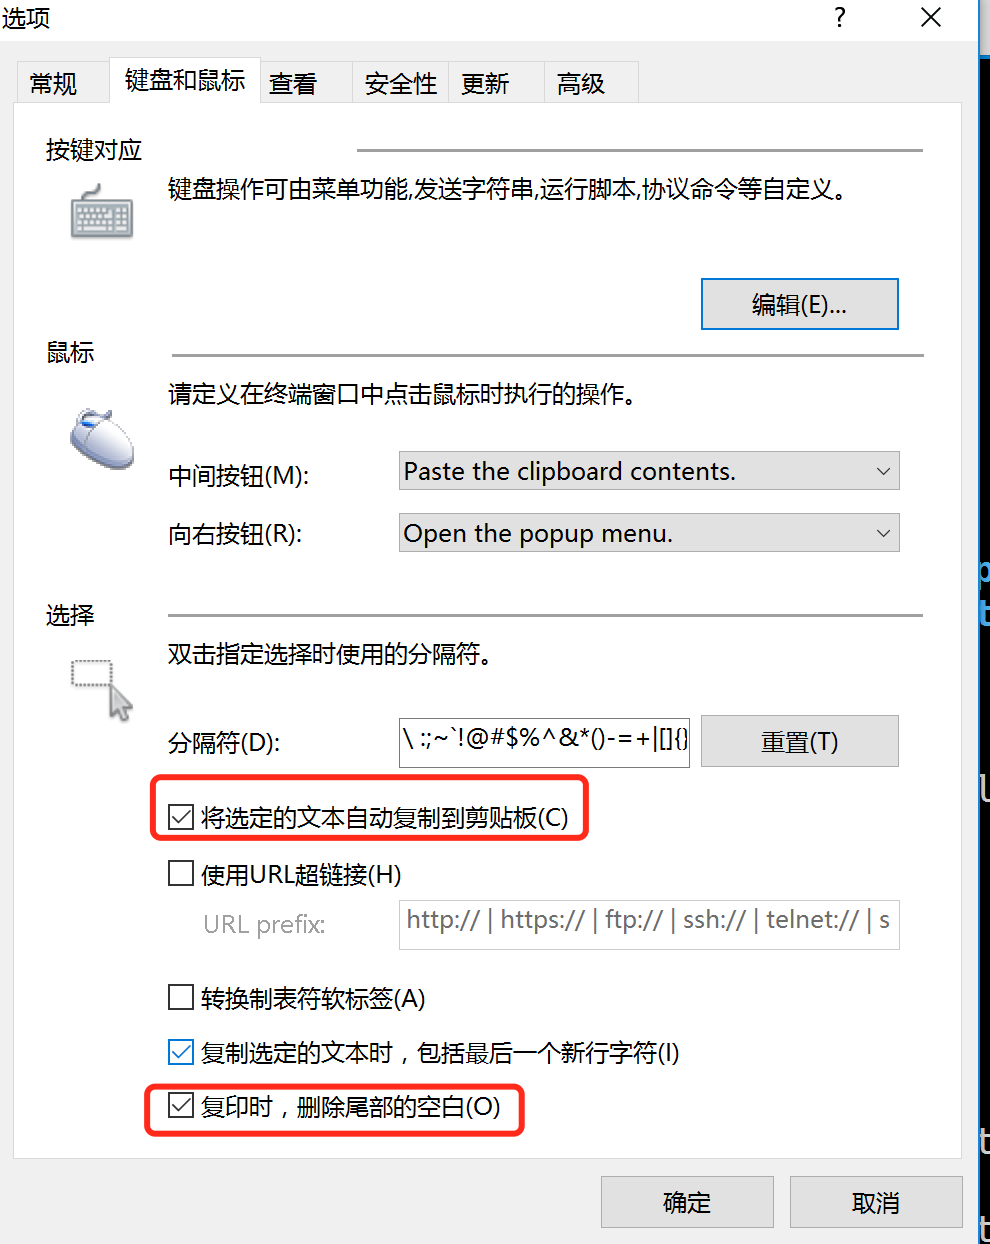 选项
?
常规 键盘和鼠标 查看 安全性 更新 高级
按键对应
键盘操作可由菜单功能,发送字符串,运行脚本,协议命令等自定义。
编辑(E)...
鼠标
请定义在终端窗口中点击鼠标时执行的操作。
中间按钮(M): Paste the clipboard contents.
向右按钮(R): Open the popup menu.
选择
双击指定选择时使用的分隔符。
分隔符(D): \ :;~`!@#$%^&*()-=+|[]{} 重置(T)
将选定的文本自动复制到剪贴板(C)
使用URL超链接(H)
URL prefix: http:// | https:// | ftp:// | ssh:// | telnet:// | s
转换制表符软标签(A)
复制选定的文本时，包括最后一个新行字符(I)
复印时，删除尾部的空白(O)
确定 取消